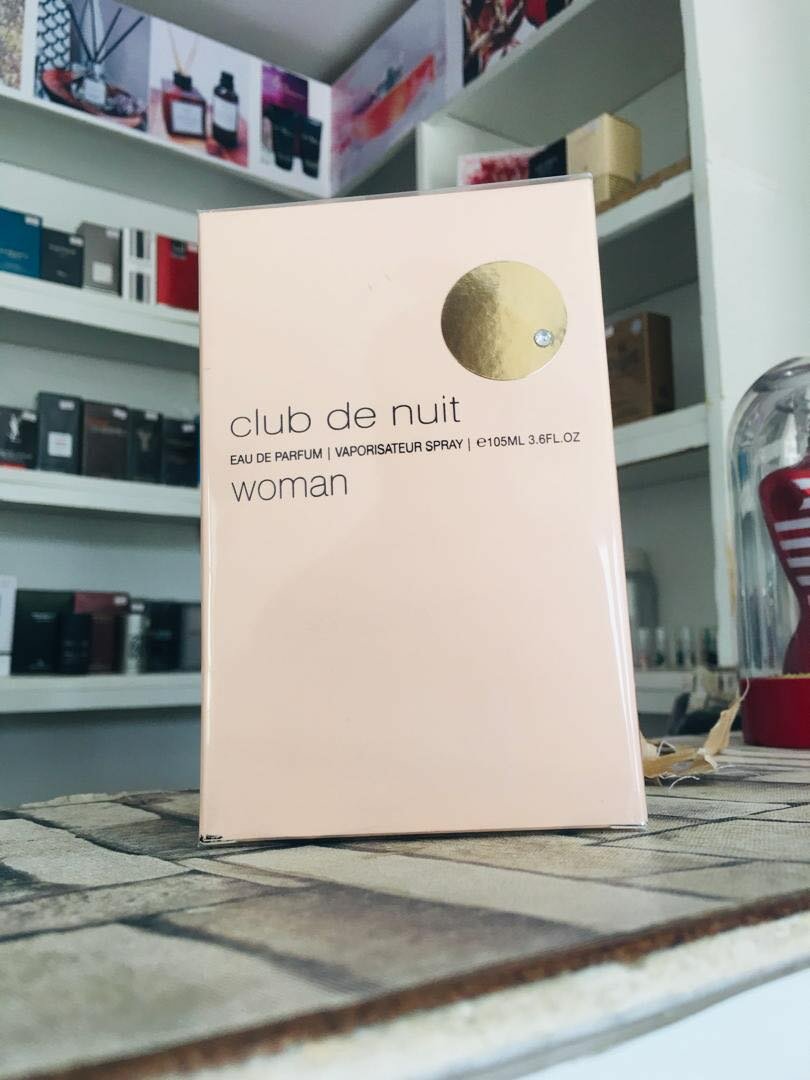 club de nuit
EAU DE PARFUM | VAPORISATEUR SPRAY | ℮105ML 3.6FL.OZ
woman